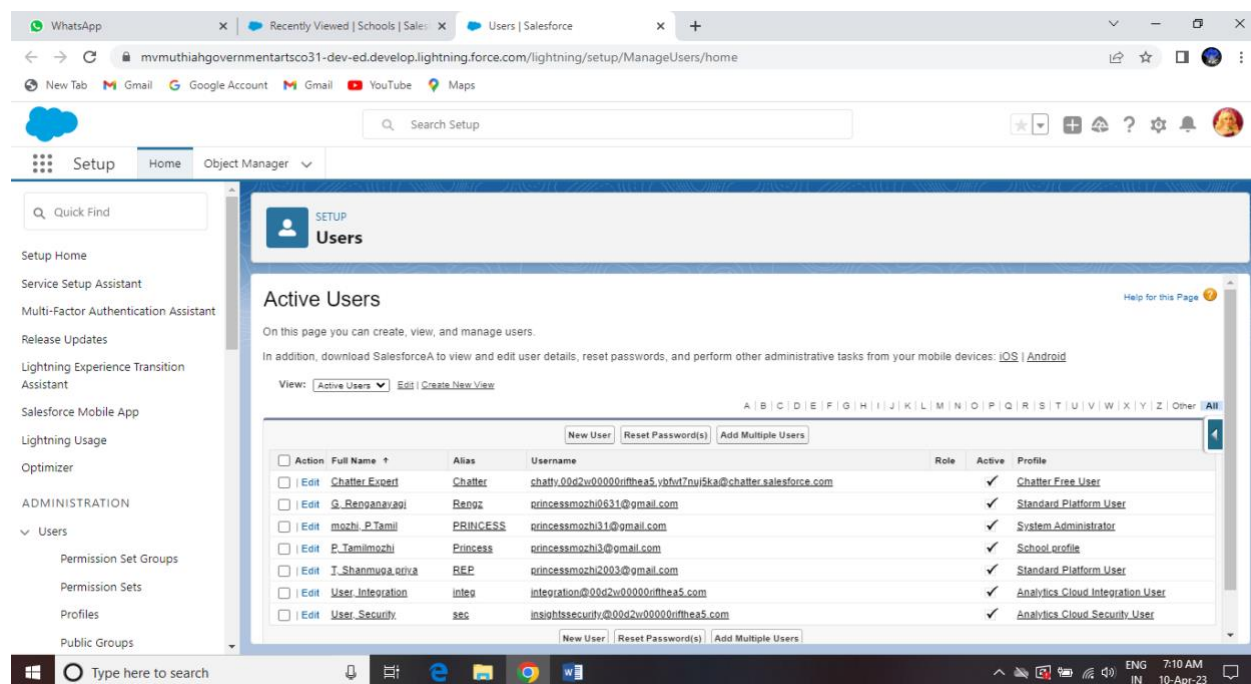 WhatsApp
Recently Viewed | Schools | Sales
Users | Salesforce
mvmuthiahgovernmentartsco31-dev-ed.develop.lightning.force.com/lightning/setup/ManageUsers/home
New Tab Gmail Google Account Gmail YouTube Maps
Search Setup
Setup Home Object Manager
Quick Find
Setup Home
Service Setup Assistant
Multi-Factor Authentication Assistant
Release Updates
Lightning Experience Transition
Assistant
Salesforce Mobile App
Lightning Usage
Optimizer
ADMINISTRATION
Users
Permission Set Groups
Permission Sets
Profiles
Public Groups
SETUP
Users
Active Users
Help for this Page
On this page you can create, view, and manage users.
In addition, download SalesforceA to view and edit user details, reset passwords, and perform other administrative tasks from your mobile devices: iOS | Android
View: Active Users Edit | Create New View
A | B | C | D | E | F | G | H | I | J | K | L | M | N | O | P | Q | R | S | T | U | V | W | X | Y | Z | Other All
New User Reset Password(s) Add Multiple Users
Action Full Name ↑ Alias Username Role Active Profile
| Edit Chatter Expert Chatter chatty.00d2w00000rifthea5.ybfwt7nuj5ka@chatter.salesforce.com ✓ Chatter Free User
| Edit G, Renganayagi Rengz princessmozhi0631@gmail.com ✓ Standard Platform User
| Edit mozhi, P.Tamil PRINCESS princessmozhi31@gmail.com ✓ System Administrator
| Edit P, Tamilmozhi Princess princessmozhi3@gmail.com ✓ School profile
| Edit T, Shanmuga priya REP princessmozhi2003@gmail.com ✓ Standard Platform User
| Edit User, Integration integ integration@00d2w00000rifthea5.com ✓ Analytics Cloud Integration User
| Edit User, Security sec insightssecurity@00d2w00000rifthea5.com ✓ Analytics Cloud Security User
New User Reset Password(s) Add Multiple Users
Type here to search
ENG 7:10 AM
IN 10-Apr-23